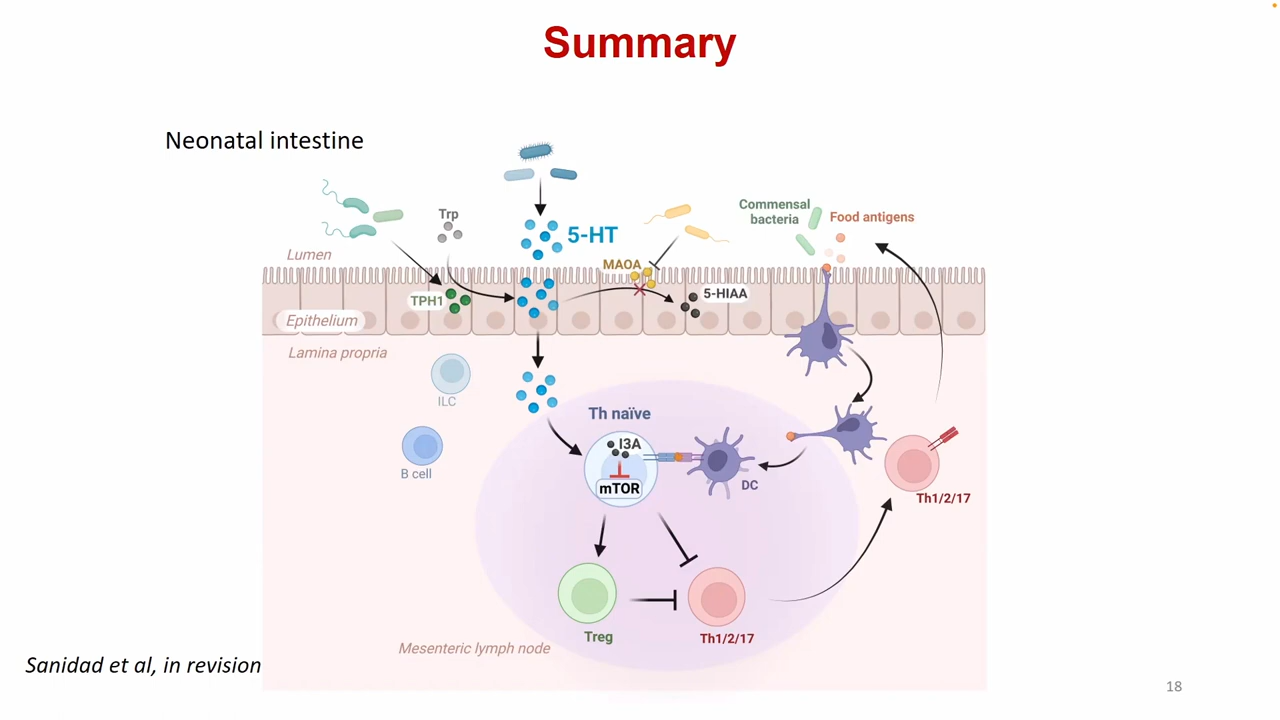 Summary
Neonatal intestine
Trp
5-HT
Commensal
bacteria
Food antigens
Lumen
MAOA
TPH1
5-HIAA
Epithelium
Lamina propria
ILC
Th naïve
I3A
B cell
mTOR
DC
Th1/2/17
Treg
Th1/2/17
Mesenteric lymph node
Sanidad et al, in revision
18